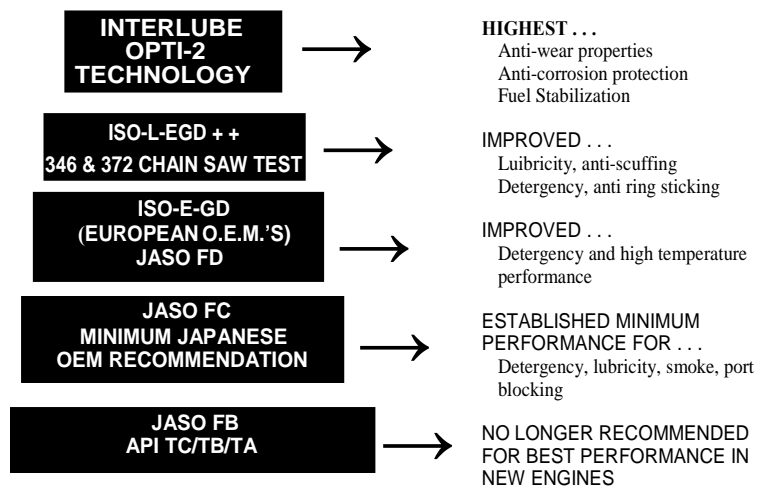 INTERLUBE
OPTI-2
TECHNOLOGY
HIGHEST . . .
Anti-wear properties
Anti-corrosion protection
Fuel Stabilization
ISO-L-EGD + +
346 & 372 CHAIN SAW TEST
IMPROVED . . .
Luibricity, anti-scuffing
Detergency, anti ring sticking
ISO-E-GD
(EUROPEAN O.E.M.'S)
JASO FD
IMPROVED . . .
Detergency and high temperature
performance
JASO FC
MINIMUM JAPANESE
OEM RECOMMENDATION
ESTABLISHED MINIMUM
PERFORMANCE FOR . . .
Detergency, lubricity, smoke, port
blocking
JASO FB
API TC/TB/TA
NO LONGER RECOMMENDED
FOR BEST PERFORMANCE IN
NEW ENGINES